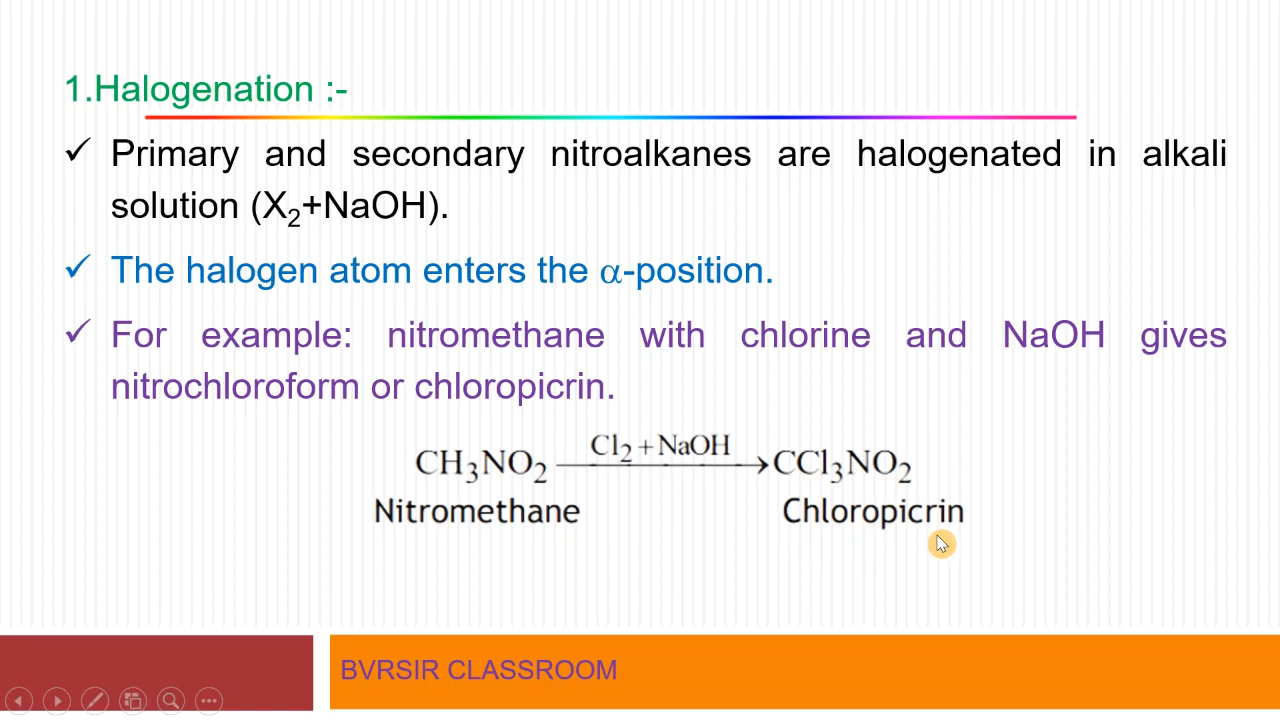 1.Halogenation :-
✓ Primary and secondary nitroalkanes are halogenated in alkali
solution (X₂+NaOH).
✓ The halogen atom enters the α-position.
✓ For example: nitromethane with chlorine and NaOH gives
nitrochloroform or chloropicrin.
CH₃NO₂ —Cl₂+NaOH→ CCl₃NO₂
Nitromethane Chloropicrin
BVRSIR CLASSROOM